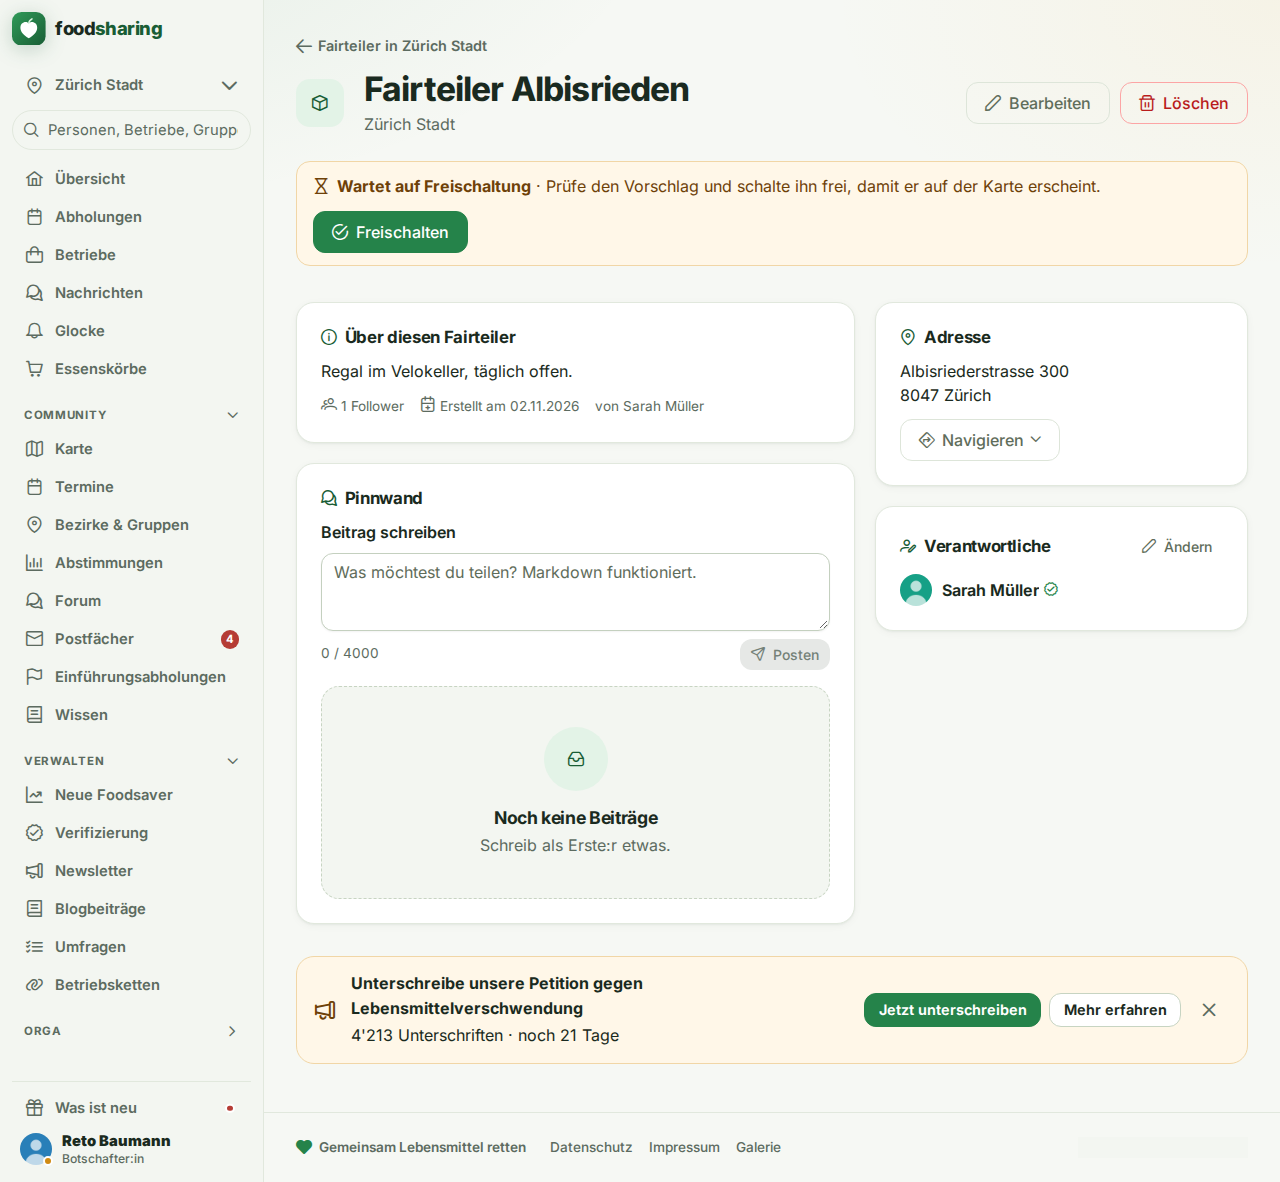 foodsharing
Zürich Stadt
Personen, Betriebe, Grupp
Übersicht
Abholungen
Betriebe
Nachrichten
Glocke
Essenskörbe
COMMUNITY
Karte
Termine
Bezirke & Gruppen
Abstimmungen
Forum
Postfächer 4
Einführungsabholungen
Wissen
VERWALTEN
Neue Foodsaver
Verifizierung
Newsletter
Blogbeiträge
Umfragen
Betriebsketten
ORGA
Was ist neu
Reto Baumann
Botschafter:in
Fairteiler in Zürich Stadt
Fairteiler Albisrieden
Zürich Stadt
Bearbeiten
Löschen
Wartet auf Freischaltung · Prüfe den Vorschlag und schalte ihn frei, damit er auf der Karte erscheint.
Freischalten
Über diesen Fairteiler
Regal im Velokeller, täglich offen.
1 Follower Erstellt am 02.11.2026 von Sarah Müller
Pinnwand
Beitrag schreiben
Was möchtest du teilen? Markdown funktioniert.
0 / 4000
Posten
Noch keine Beiträge
Schreib als Erste:r etwas.
Adresse
Albisriederstrasse 300
8047 Zürich
Navigieren
Verantwortliche
Ändern
Sarah Müller
Unterschreibe unsere Petition gegen
Lebensmittelverschwendung
4'213 Unterschriften · noch 21 Tage
Jetzt unterschreiben
Mehr erfahren
Gemeinsam Lebensmittel retten
Datenschutz
Impressum
Galerie